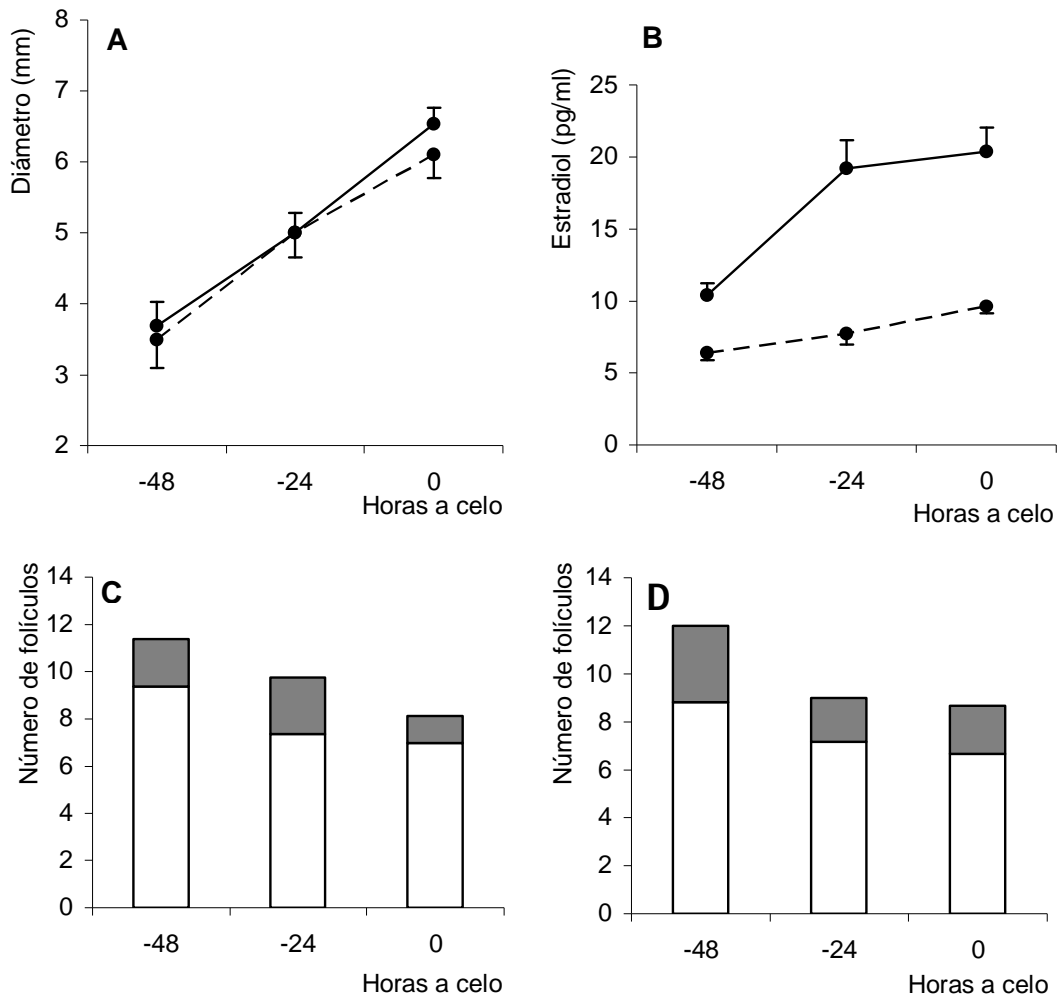 A
Diámetro (mm)
8
7
6
5
4
3
2
-48 -24 0
Horas a celo
B
Estradiol (pg/ml)
25
20
15
10
5
0
-48 -24 0
Horas a celo
C
Número de folículos
14
12
10
8
6
4
2
0
-48 -24 0
Horas a celo
D
Número de folículos
14
12
10
8
6
4
2
0
-48 -24 0
Horas a celo